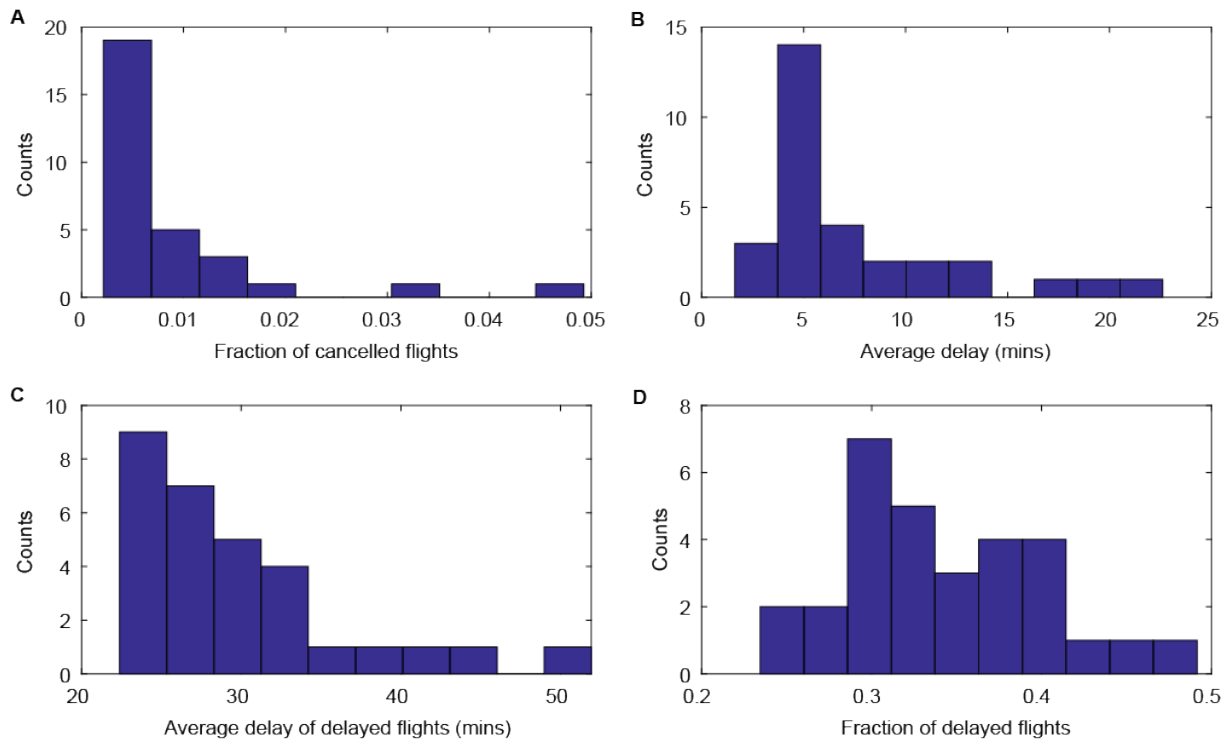 A
20
15
10
5
0
Counts
0 0.01 0.02 0.03 0.04 0.05
Fraction of cancelled flights
B
15
10
5
0
Counts
0 5 10 15 20 25
Average delay (mins)
C
10
8
6
4
2
0
Counts
20 30 40 50
Average delay of delayed flights (mins)
D
8
6
4
2
0
Counts
0.2 0.3 0.4 0.5
Fraction of delayed flights